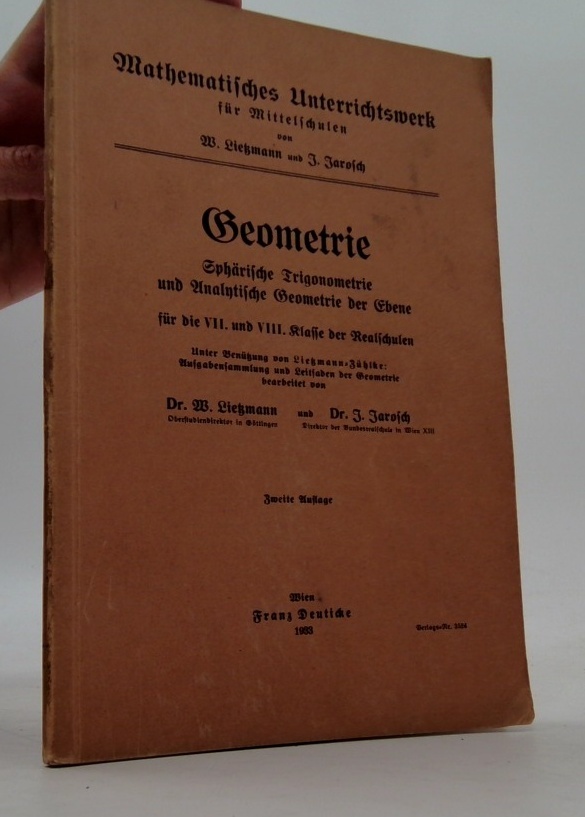 Mathematisches Unterrichtswerk
für Mittelschulen
von
W. Lietzmann und J. Jarosch
Geometrie
Sphärische Trigonometrie
und Analytische Geometrie der Ebene
für die VII. und VIII. Klasse der Realschulen
Unter Benützung von Lietzmann-Zühlke:
Aufgabensammlung und Leitfaden der Geometrie
bearbeitet von
Dr. W. Lietzmann und Dr. J. Jarosch
Oberstudiendirektor in Göttingen Direktor der Bundesrealschule in Wien XIII
Zweite Auflage
Wien
Franz Deuticke
1933
Verlags-Nr.